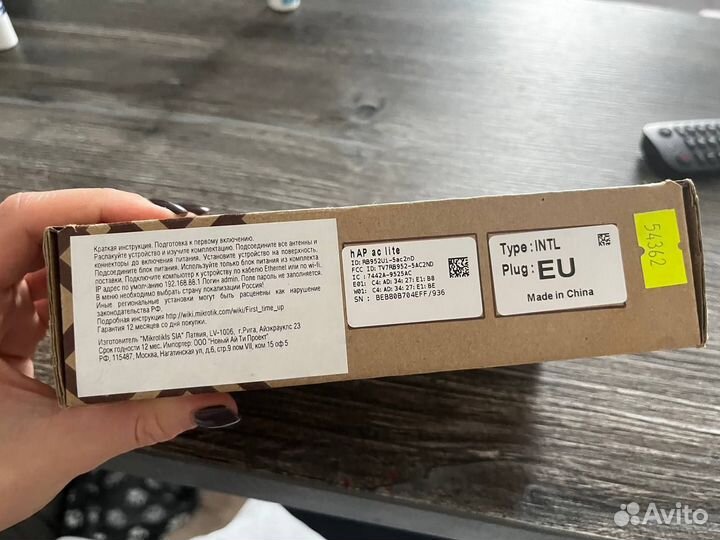 Краткая инструкция. Подготовка к первому включению.
Распакуйте устройство и изучите комплектацию. Подсоедините все антенны и
коннекторы до включения питания. Установите устройство на поверхность.
Подсоедините блок питания. Используйте только блок питания из комплекта
поставки. Подключите компьютер к устройству по кабелю Ethernet или по wi-fi.
IP адрес по умолчанию 192.168.88.1 Логин admin. Поле пароля не заполняется.
В меню необходимо выбрать страну локализации Россия!
Иные региональные установки могут быть расценены как нарушение
законодательства РФ.
Подробная инструкция http://wiki.mikrotik.com/wiki/First_time_up
Гарантия 12 месяцев со дня покупки.
Изготовитель "Mikrotikls SIA" Латвия, LV-1006, г.Рига, Айзкрауклес 23
Срок годности 12 мес. Импортер: ООО "Новый Ай Ти Проект"
РФ, 115487, Москва, Нагатинская ул, д.6, стр.9 пом VII, ком 15 оф 5
hAP ac lite
ID: RB952Ui-5ac2nD
FCC ID: TV7RB952-5AC2ND
IC : 7442A-9525AC
E01: C4:AD:34:27:E1:B8
W01: C4:AD:34:27:E1:BE
SN : BEB80B704EFF/936
Type: INTL
Plug: EU
Made in China
54362
Avito